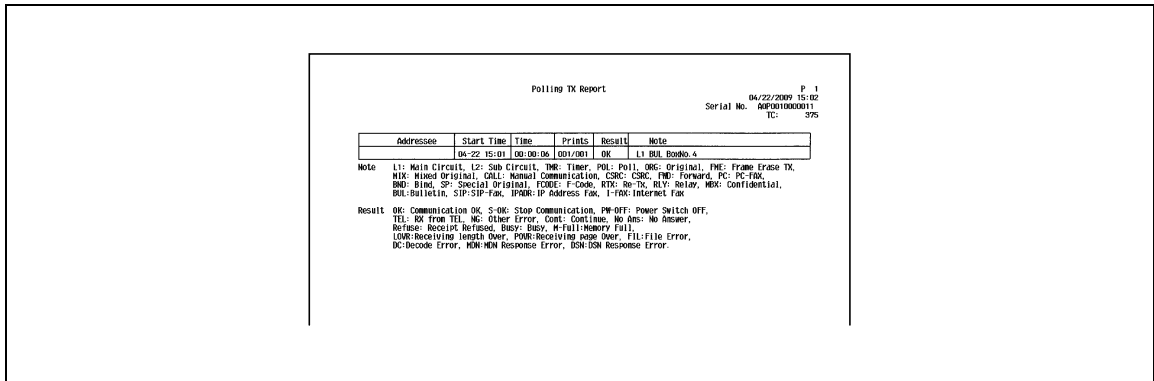 Polling TX Report
P 1
04/22/2009 15:02
Serial No. A0P0010000011
TC: 375
Addressee Start Time Time Prints Result Note
04-22 15:01 00:00:06 001/001 OK L1 BUL BoxNo.4
Note L1: Main Circuit, L2: Sub Circuit, TMR: Timer, POL: Poll, ORG: Original, FME: Frame Erase TX,
MIX: Mixed Original, CALL: Manual Communication, CSRC: CSRC, FWD: Forward, PC: PC-FAX,
BND: Bind, SP: Special Original, FCODE: F-Code, RTX: Re-Tx, RLY: Relay, MBX: Confidential,
BUL:Bulletin, SIP:SIP-Fax, IPADR:IP Address Fax, I-FAX:Internet Fax
Result OK: Communication OK, S-OK: Stop Communication, PW-OFF: Power Switch OFF,
TEL: RX from TEL, NG: Other Error, Cont: Continue, No Ans: No Answer,
Refuse: Receipt Refused, Busy: Busy, M-Full:Memory Full,
LOVR:Receiving length Over, POVR:Receiving page Over, FIL:File Error,
DC:Decode Error, MDN:MDN Response Error, DSN:DSN Response Error.